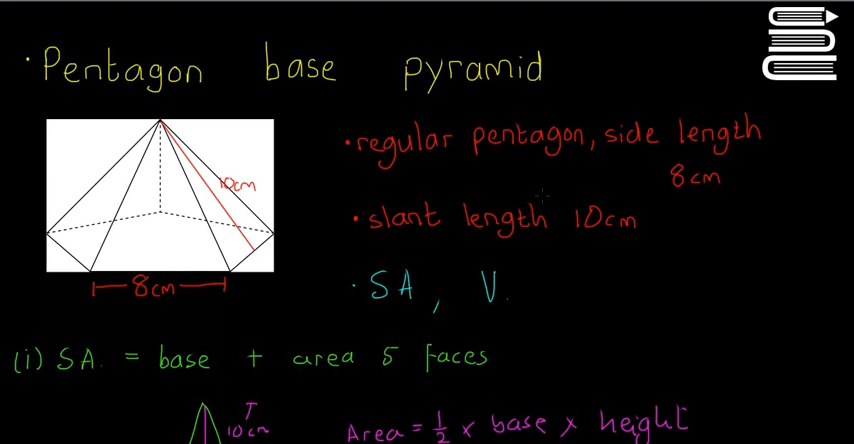 · Pentagon base pyramid
10cm
8cm
· regular pentagon, side length
8cm
· slant length 10cm
· SA, V.
(i) SA. = base + area 5 faces
10cm
Area = 1/2 x base x height